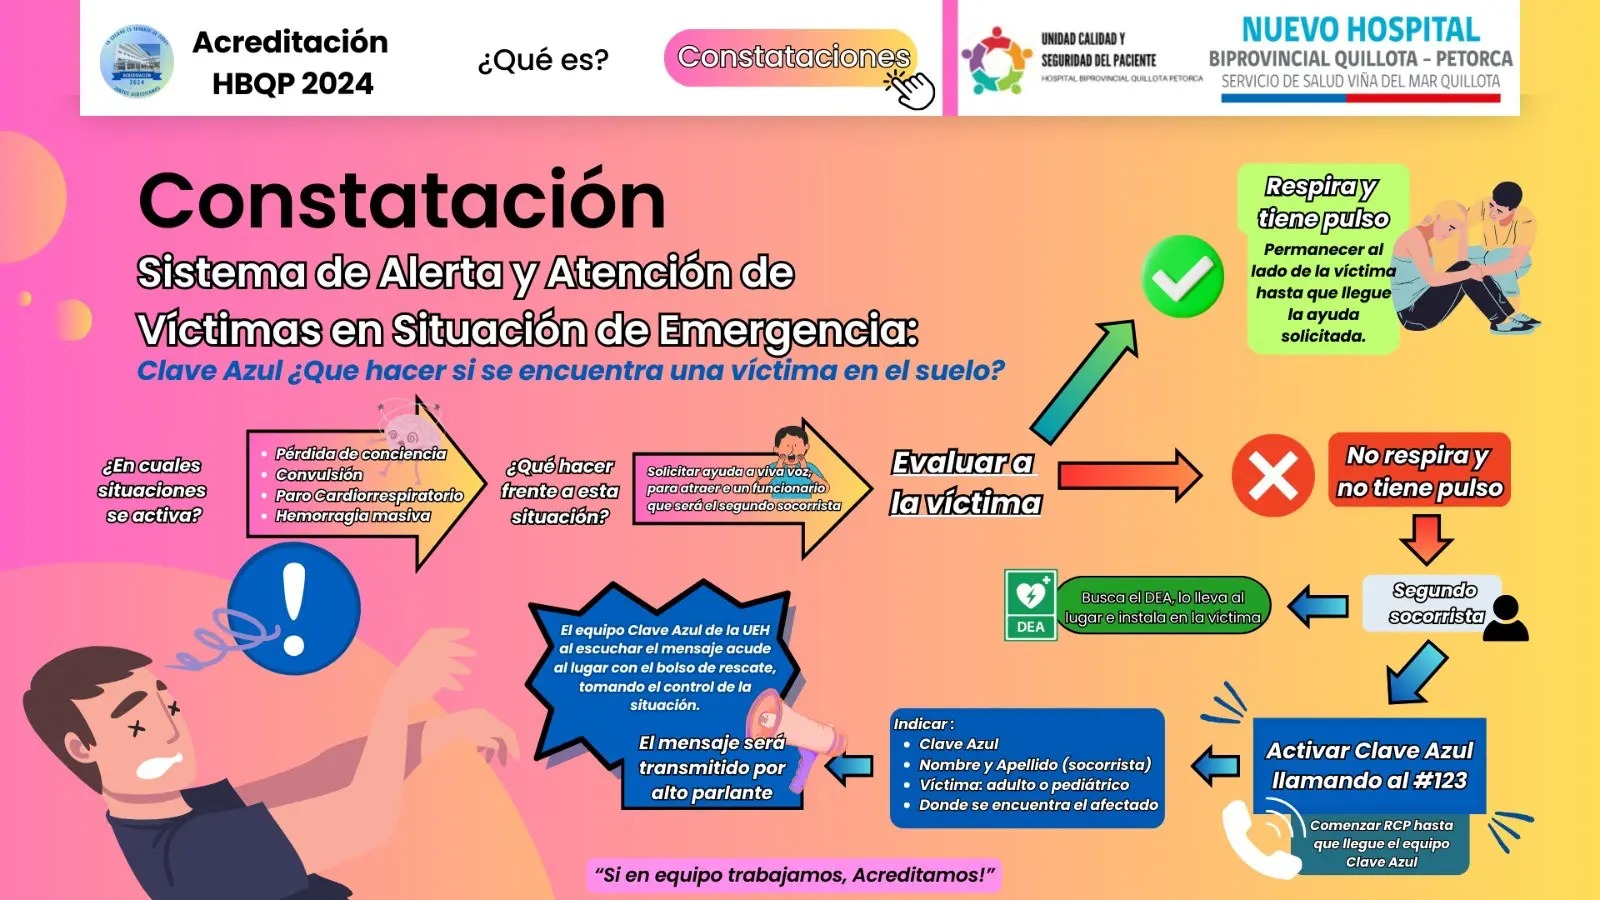 Acreditación
HBQP 2024
¿Qué es?
Constataciones
UNIDAD CALIDAD Y
SEGURIDAD DEL PACIENTE
HOSPITAL BIPROVINCIAL QUILLOTA PETORCA
NUEVO HOSPITAL
BIPROVINCIAL QUILLOTA - PETORCA
SERVICIO DE SALUD VIÑA DEL MAR QUILLOTA
ACREDITACIÓN
2024
Constatación
Sistema de Alerta y Atención de
Víctimas en Situación de Emergencia:
Clave Azul ¿Que hacer si se encuentra una víctima en el suelo?
¿En cuales
situaciones
se activa?
• Pérdida de conciencia
• Convulsión
• Paro Cardiorrespiratorio
• Hemorragia masiva
¿Qué hacer
frente a esta
situación?
Solicitar ayuda a viva voz,
para atraer e un funcionario
que será el segundo socorrista
Evaluar a
la víctima
Respira y
tiene pulso
Permanecer al
lado de la víctima
hasta que llegue
la ayuda
solicitada.
No respira y
no tiene pulso
Segundo
socorrista
DEA
Busca el DEA, lo lleva al
lugar e instala en la víctima
Activar Clave Azul
llamando al #123
Comenzar RCP hasta
que llegue el equipo
Clave Azul
Indicar :
• Clave Azul
• Nombre y Apellido (socorrista)
• Víctima: adulto o pediátrico
• Donde se encuentra el afectado
El mensaje será
transmitido por
alto parlante
El equipo Clave Azul de la UEH
al escuchar el mensaje acude
al lugar con el bolso de rescate,
tomando el control de la
situación.
“Si en equipo trabajamos, Acreditamos!”